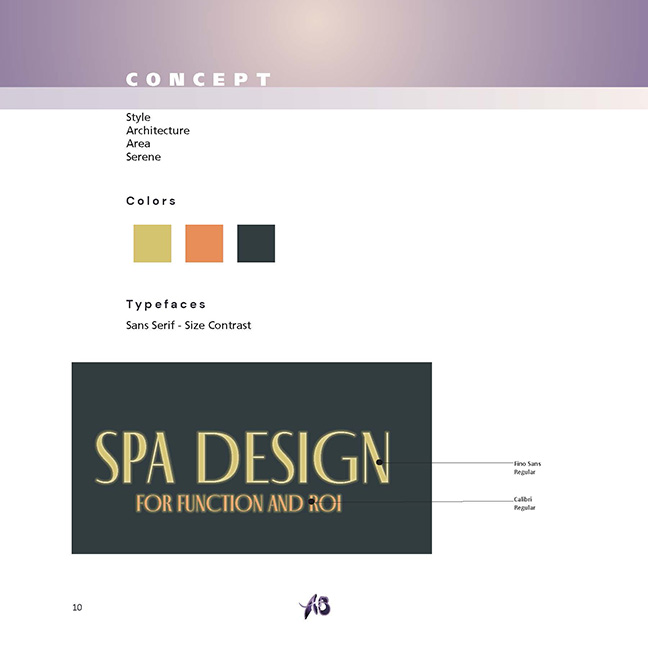 CONCEPT
Style
Architecture
Area
Serene
Colors
Typefaces
Sans Serif - Size Contrast
SPA DESIGN
FOR FUNCTION AND ROI
Fino Sans
Regular
Calibri
Regular
10
AB